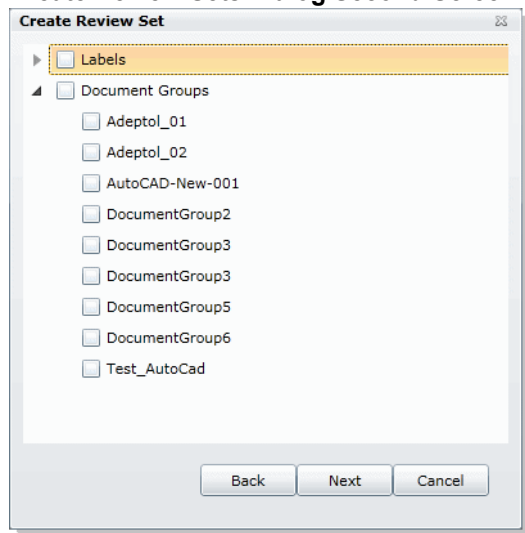 Create Review Set
Labels
Document Groups
Adeptol_01
Adeptol_02
AutoCAD-New-001
DocumentGroup2
DocumentGroup3
DocumentGroup3
DocumentGroup5
DocumentGroup6
Test_AutoCad
Back Next Cancel